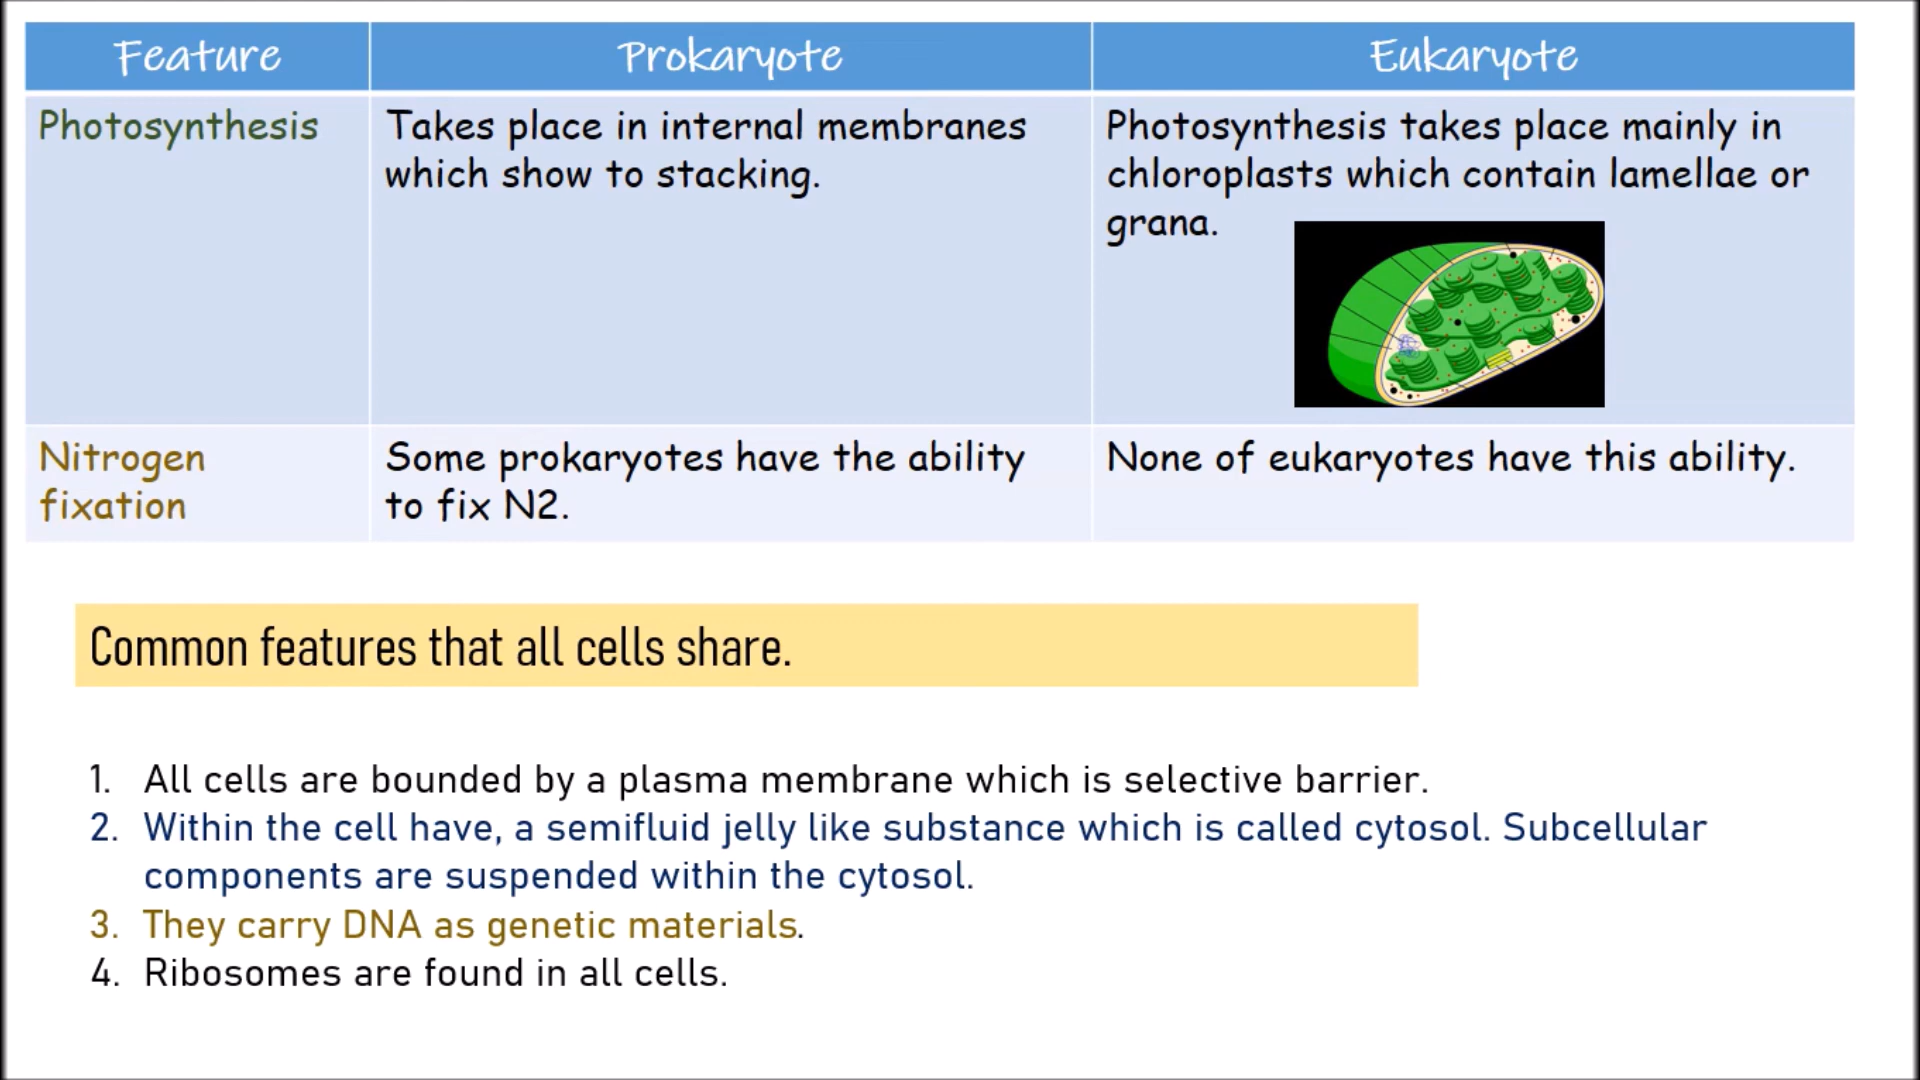 Feature Prokaryote Eukaryote
Photosynthesis
Takes place in internal membranes
which show to stacking.
Photosynthesis takes place mainly in
chloroplasts which contain lamellae or
grana.
Nitrogen
fixation
Some prokaryotes have the ability
to fix N2.
None of eukaryotes have this ability.
Common features that all cells share.
1. All cells are bounded by a plasma membrane which is selective barrier.
2. Within the cell have, a semifluid jelly like substance which is called cytosol. Subcellular
components are suspended within the cytosol.
3. They carry DNA as genetic materials.
4. Ribosomes are found in all cells.